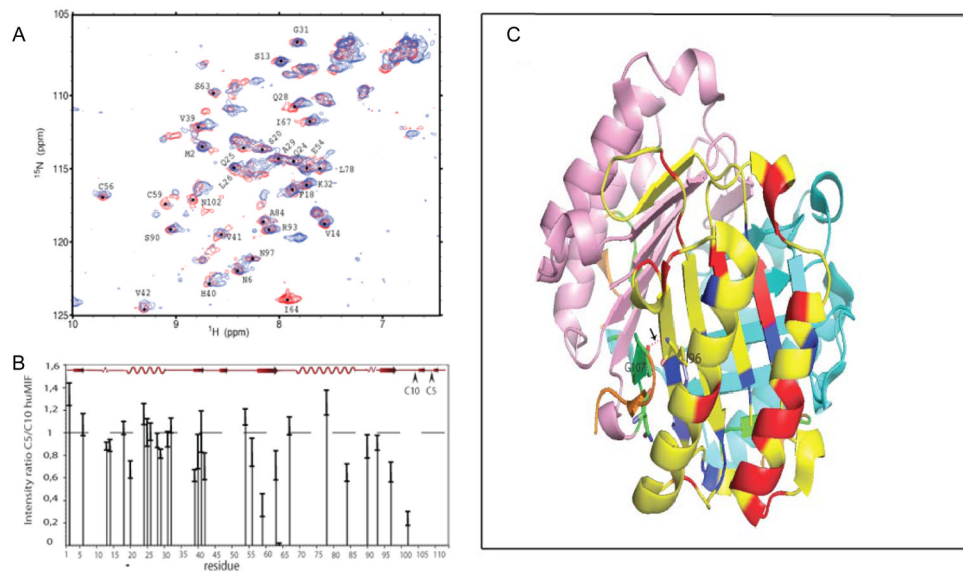 A
105
110
115
120
125
15N (ppm)
10
9
8
7
1H (ppm)
G31
S13
S63
Q28
I67
V39
M2
S20
A29
Q24
E54
Q25
L26
L78
C56
C59
N102
K32
F18
A84
R93
S90
V41
V14
N97
H40
N6
V42
I64
B
Intensity ratio C5/C10 huMIF
1,6
1,4
1,2
1
0,8
0,6
0,4
0,2
0
C10
C5
1 5 10 15 20 25 30 35 40 45 50 55 60 65 70 75 80 85 90 95 100 105 110
residue
C
G107
I96